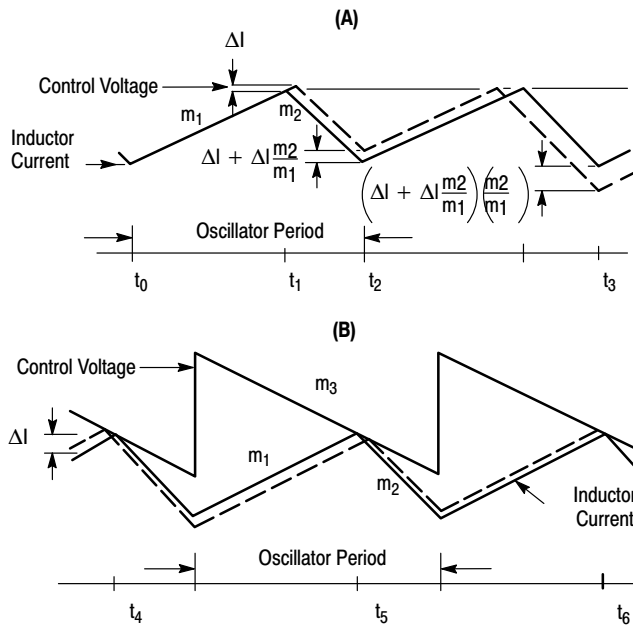 (A)
ΔI
Control Voltage
m1
m2
Inductor
Current
ΔI + ΔI m2/m1
(ΔI + ΔI m2/m1)(m2/m1)
Oscillator Period
t0 t1 t2 t3
(B)
Control Voltage
m3
ΔI
m1
m2
Inductor
Current
Oscillator Period
t4 t5 t6